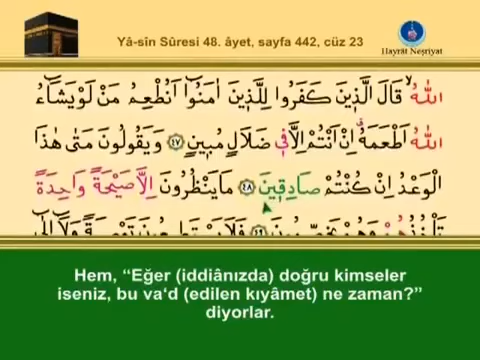 Yâ-sîn Sûresi 48. âyet, sayfa 442, cüz 23
Hayrât Neşriyat
اللّٰهُ قَالَ الَّذ۪ينَ كَفَرُوا لِلَّذ۪ينَ اٰمَنُٓوا اَنُطْعِمُ مَنْ لَوْ يَشَٓاءُ
اللّٰهُ اَطْعَمَهُ اِنْ اَنْتُمْ اِلَّا ف۪ي ضَلَالٍ مُب۪ينٍ ﴿٤٧﴾ وَيَقُولُونَ مَتٰى هٰذَا
الْوَعْدُ اِنْ كُنْتُمْ صَادِق۪ينَ ﴿٤٨﴾ مَا يَنْظُرُونَ اِلَّا صَيْحَةً وَاحِدَةً
Hem, “Eğer (iddiânızda) doğru kimseler
iseniz, bu va‘d (edilen kıyâmet) ne zaman?”
diyorlar.